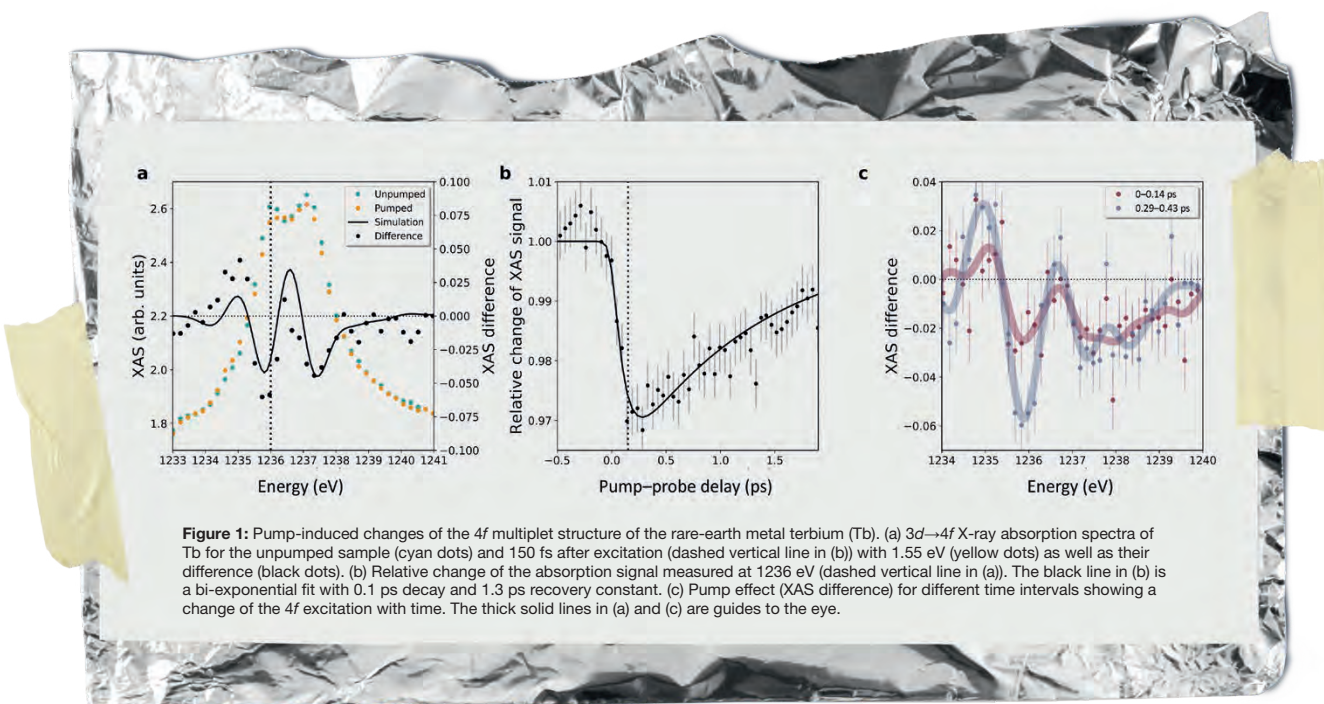 a
b
c
2.6
2.4
2.2
2.0
1.8
XAS (arb. units)
Unpumped
Pumped
Simulation
Difference
0.100
0.075
0.050
0.025
0.000
−0.025
−0.050
−0.075
−0.100
XAS difference
1233 1234 1235 1236 1237 1238 1239 1240 1241
Energy (eV)
1.01
1.00
0.99
0.98
0.97
Relative change of XAS signal
−0.5 0.0 0.5 1.0 1.5
Pump–probe delay (ps)
0.04
0.02
0.00
−0.02
−0.04
−0.06
XAS difference
0–0.14 ps
0.29–0.43 ps
1234 1235 1236 1237 1238 1239 1240
Energy (eV)
Figure 1: Pump-induced changes of the 4f multiplet structure of the rare-earth metal terbium (Tb). (a) 3d→4f X-ray absorption spectra of
Tb for the unpumped sample (cyan dots) and 150 fs after excitation (dashed vertical line in (b)) with 1.55 eV (yellow dots) as well as their
difference (black dots). (b) Relative change of the absorption signal measured at 1236 eV (dashed vertical line in (a)). The black line in (b) is
a bi-exponential fit with 0.1 ps decay and 1.3 ps recovery constant. (c) Pump effect (XAS difference) for different time intervals showing a
change of the 4f excitation with time. The thick solid lines in (a) and (c) are guides to the eye.